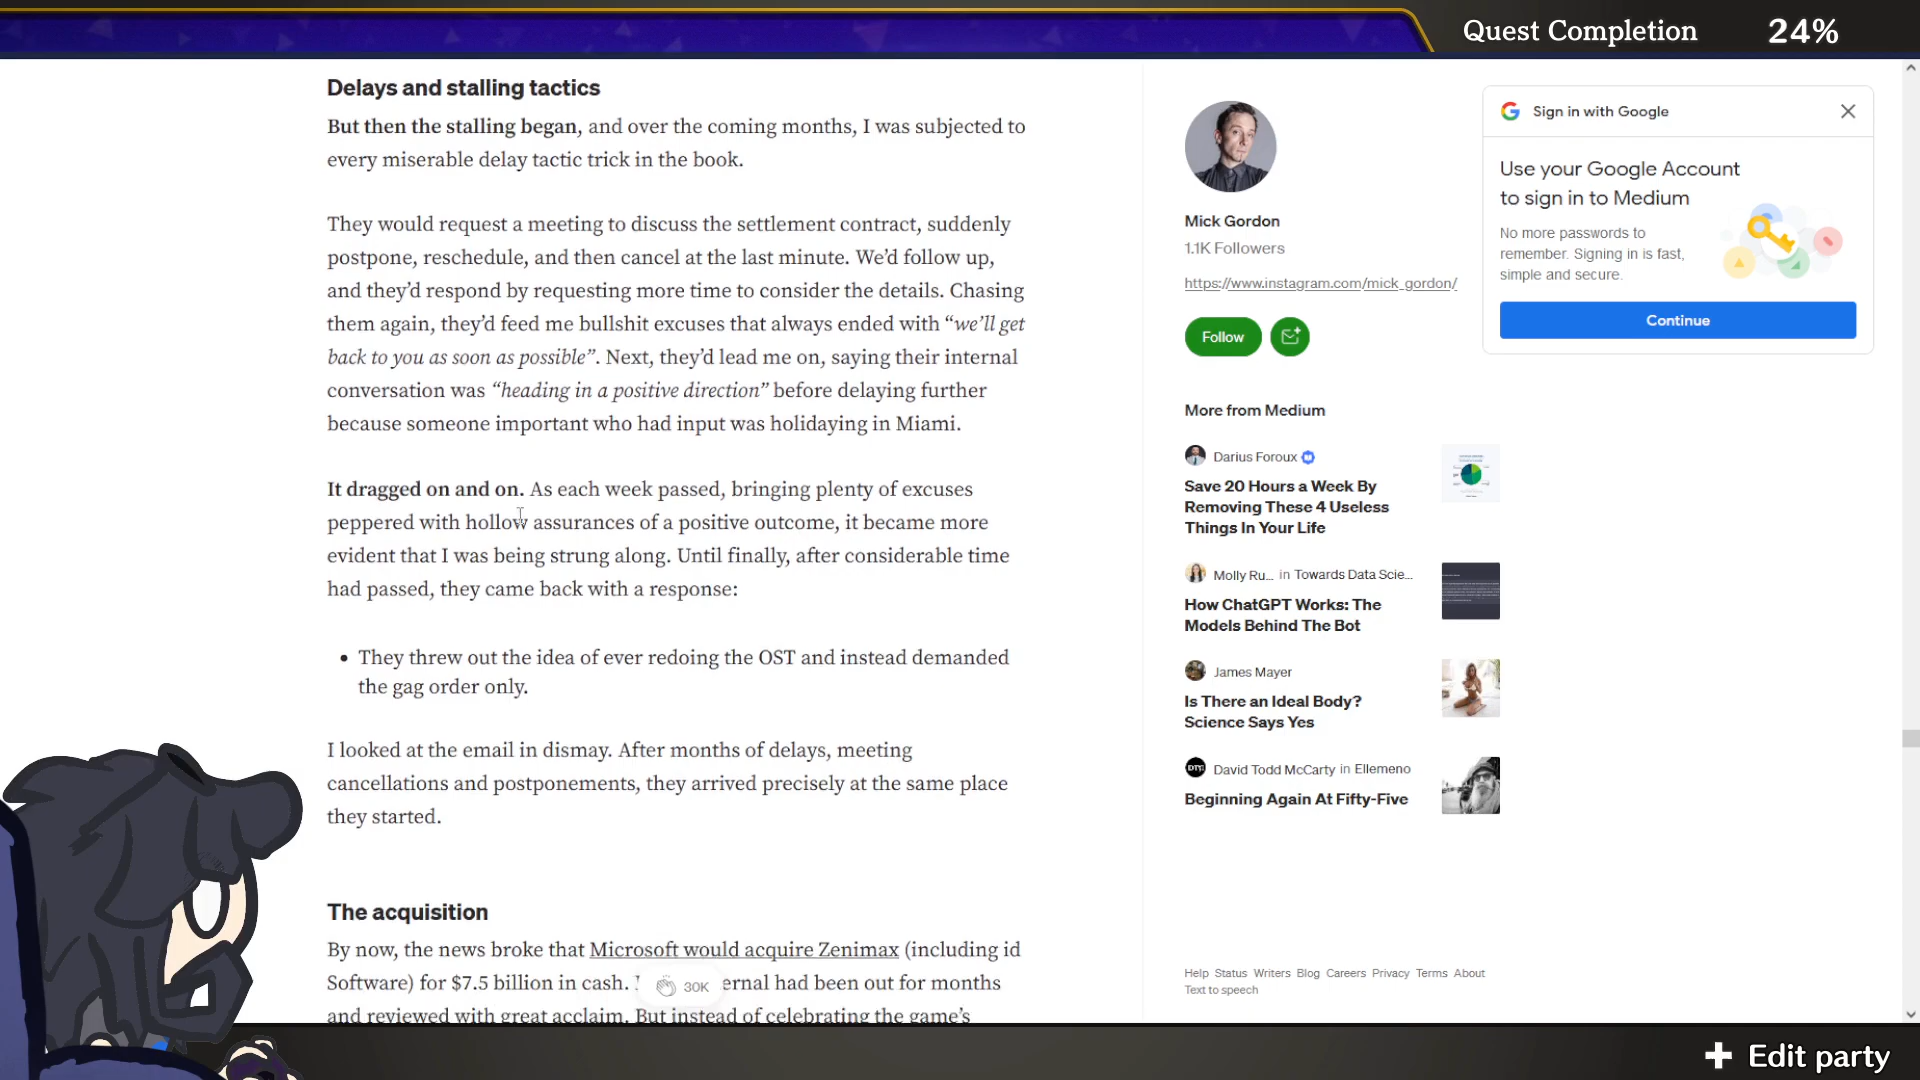 Quest Completion 24%
Delays and stalling tactics
But then the stalling began, and over the coming months, I was subjected to
every miserable delay tactic trick in the book.
They would request a meeting to discuss the settlement contract, suddenly
postpone, reschedule, and then cancel at the last minute. We’d follow up,
and they’d respond by requesting more time to consider the details. Chasing
them again, they’d feed me bullshit excuses that always ended with “we’ll get
back to you as soon as possible”. Next, they’d lead me on, saying their internal
conversation was “heading in a positive direction” before delaying further
because someone important who had input was holidaying in Miami.
It dragged on and on. As each week passed, bringing plenty of excuses
peppered with hollow assurances of a positive outcome, it became more
evident that I was being strung along. Until finally, after considerable time
had passed, they came back with a response:
• They threw out the idea of ever redoing the OST and instead demanded
the gag order only.
I looked at the email in dismay. After months of delays, meeting
cancellations and postponements, they arrived precisely at the same place
they started.
The acquisition
By now, the news broke that Microsoft would acquire Zenimax (including id
Software) for $7.5 billion in cash. ernal had been out for months
and reviewed with great acclaim. But instead of celebrating the game’s
30K
Mick Gordon
1.1K Followers
https://www.instagram.com/mick_gordon/
Follow
More from Medium
Darius Foroux
Save 20 Hours a Week By
Removing These 4 Useless
Things In Your Life
Molly Ru... in Towards Data Scie...
How ChatGPT Works: The
Models Behind The Bot
James Mayer
Is There an Ideal Body?
Science Says Yes
DTM
David Todd McCarty in Ellemeno
Beginning Again At Fifty-Five
Help Status Writers Blog Careers Privacy Terms About
Text to speech
Sign in with Google
Use your Google Account
to sign in to Medium
No more passwords to
remember. Signing in is fast,
simple and secure.
Continue
Edit party